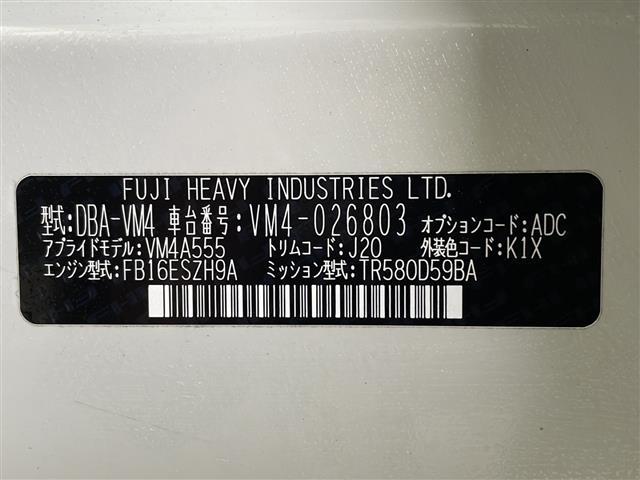 FUJI HEAVY INDUSTRIES LTD.
型式:DBA-VM4 車台番号:VM4-026803 オプションコード:ADC
アプライドモデル:VM4A555 トリムコード:J20 外装色コード:K1X
エンジン型式:FB16ESZH9A ミッション型式:TR580D59BA